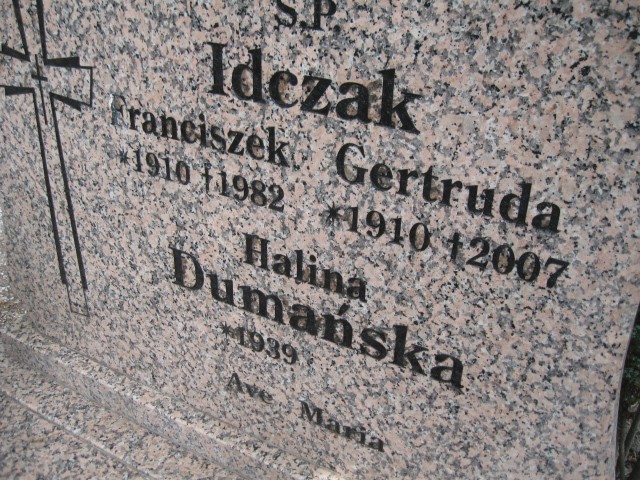 Ś.P.
Idczak
Franciszek Gertruda
*1910 †1982 *1910 †2007
Halina
Dumańska
*1939
Ave Maria